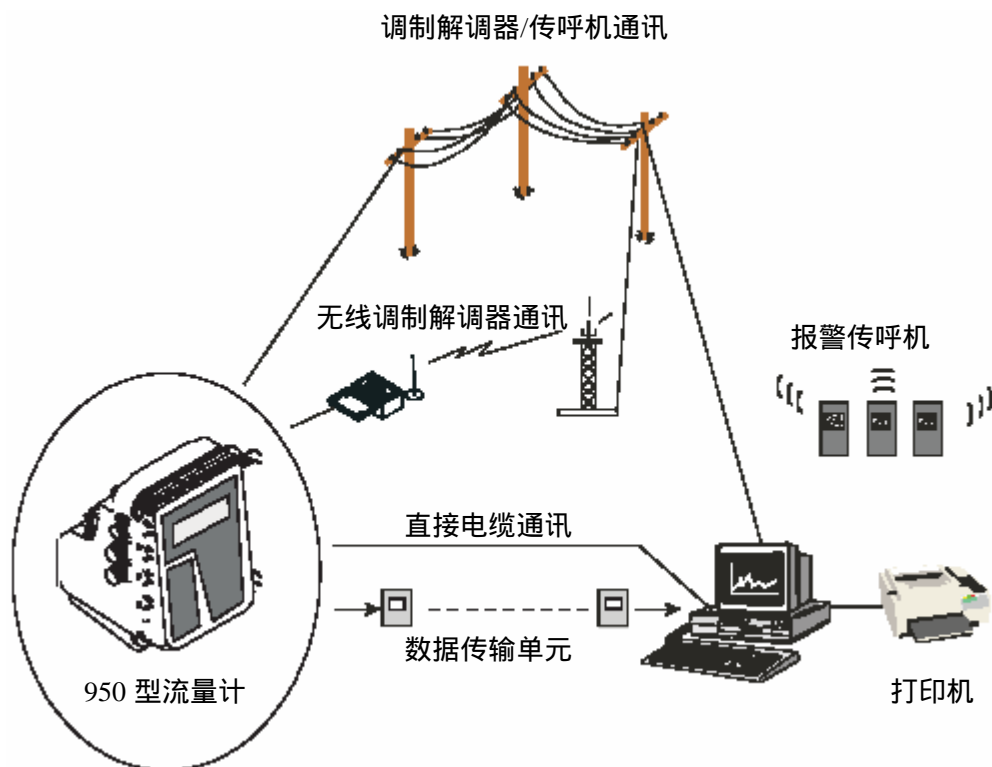 调制解调器/传呼机通讯
无线调制解调器通讯
报警传呼机
直接电缆通讯
数据传输单元
950 型流量计
打印机